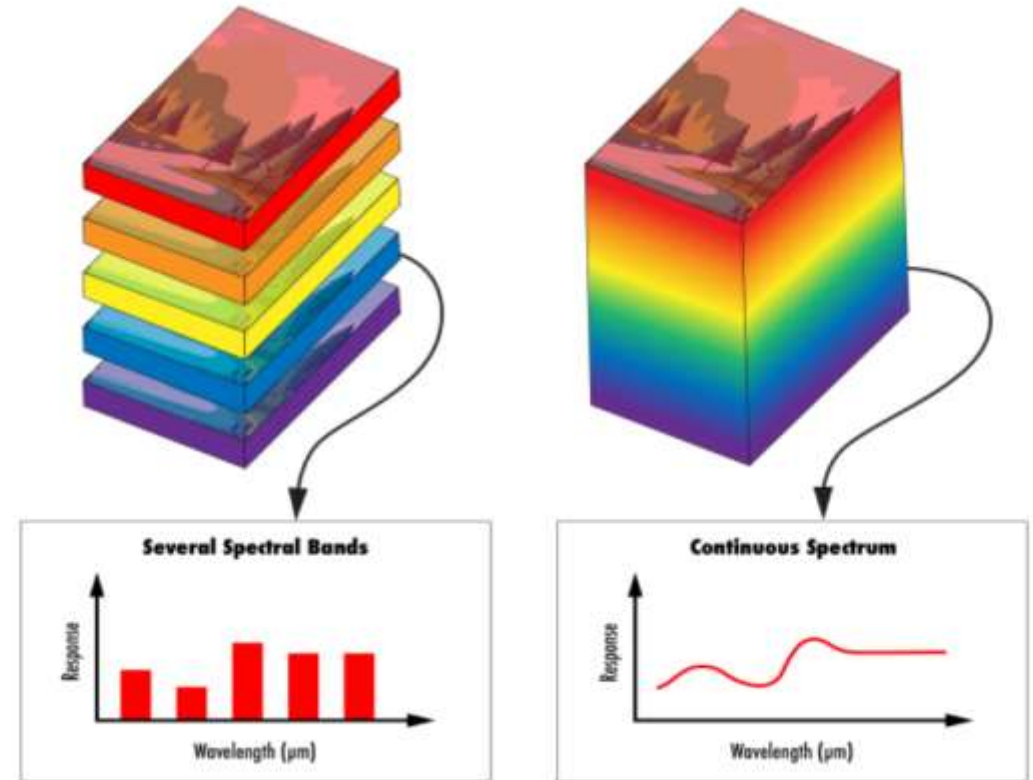 Several Spectral Bands
Response
Wavelength (μm)
Continuous Spectrum
Response
Wavelength (μm)